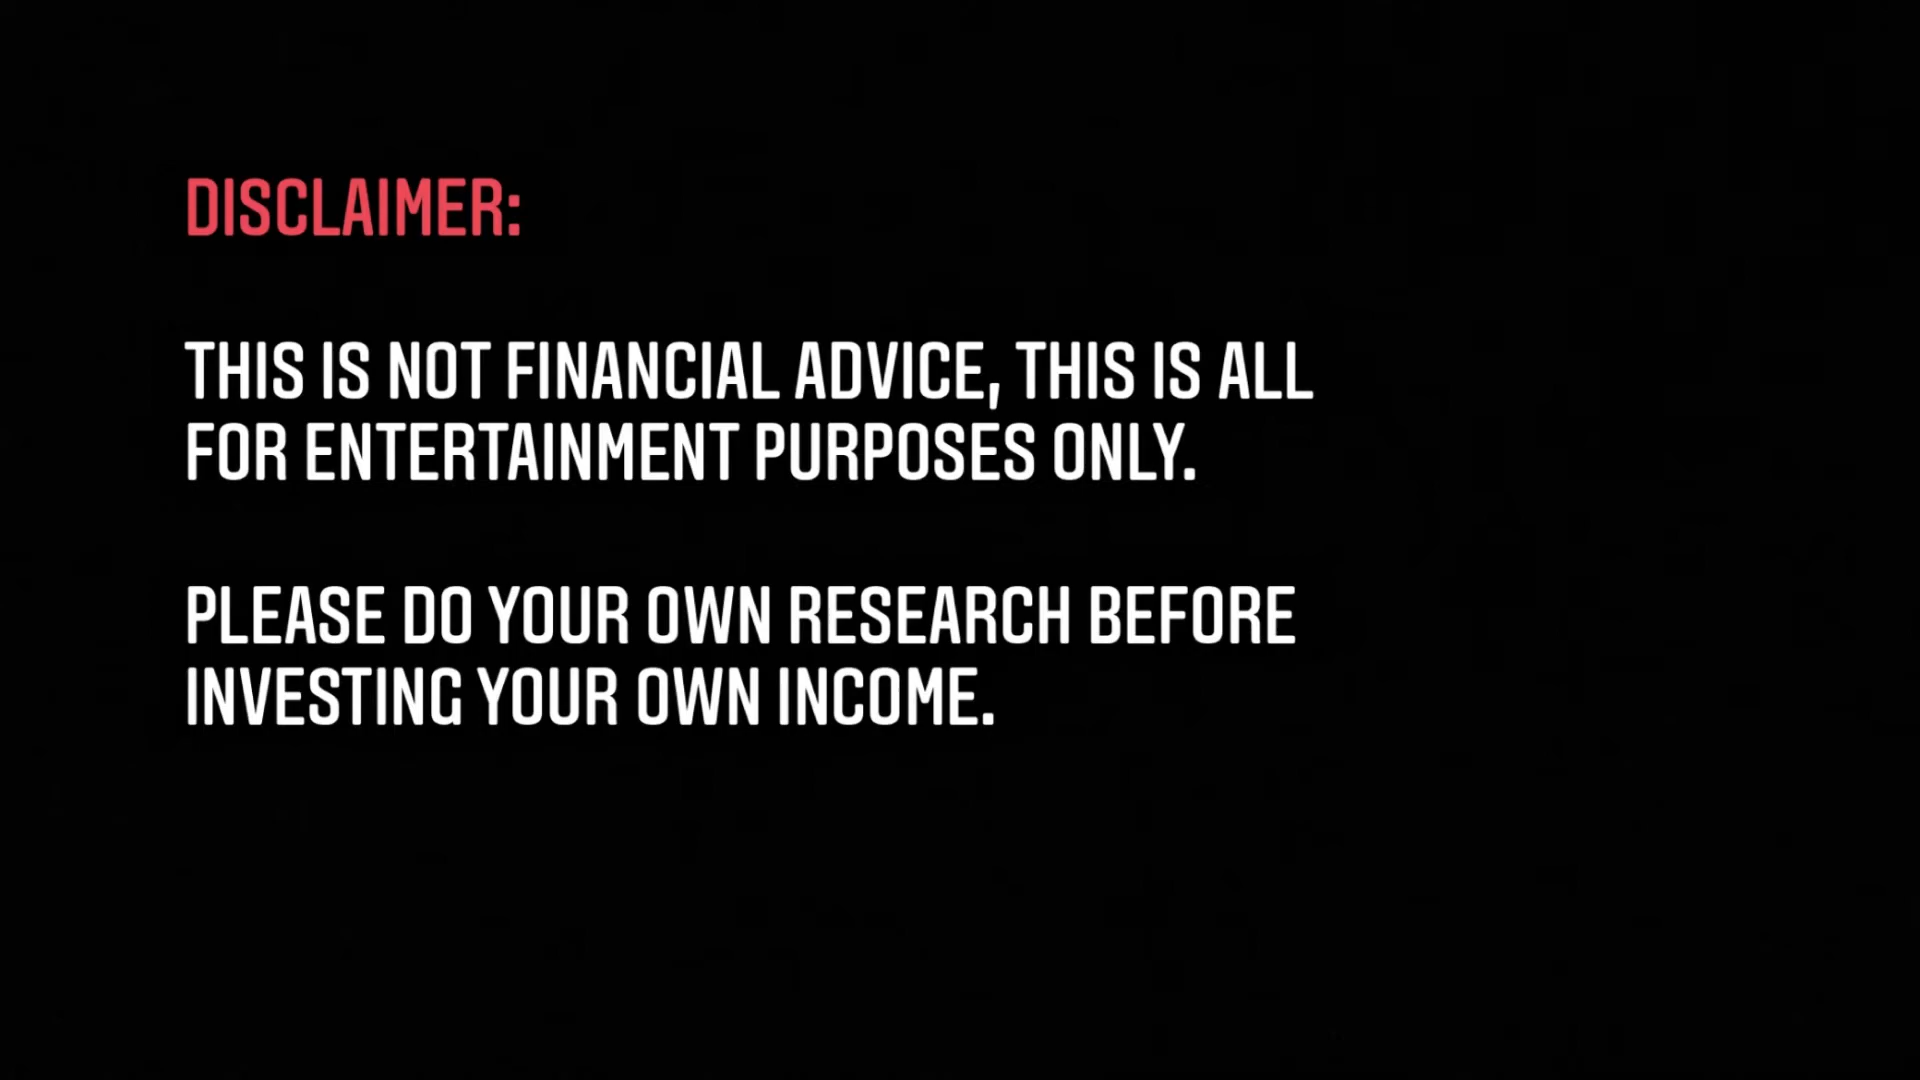 DISCLAIMER:
THIS IS NOT FINANCIAL ADVICE, THIS IS ALL
FOR ENTERTAINMENT PURPOSES ONLY.
PLEASE DO YOUR OWN RESEARCH BEFORE
INVESTING YOUR OWN INCOME.